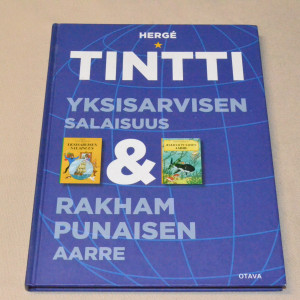 HERGÉ
TINTTI
YKSISARVISEN
SALAISUUS
&
RAKHAM
PUNAISEN
AARRE
OTAVA